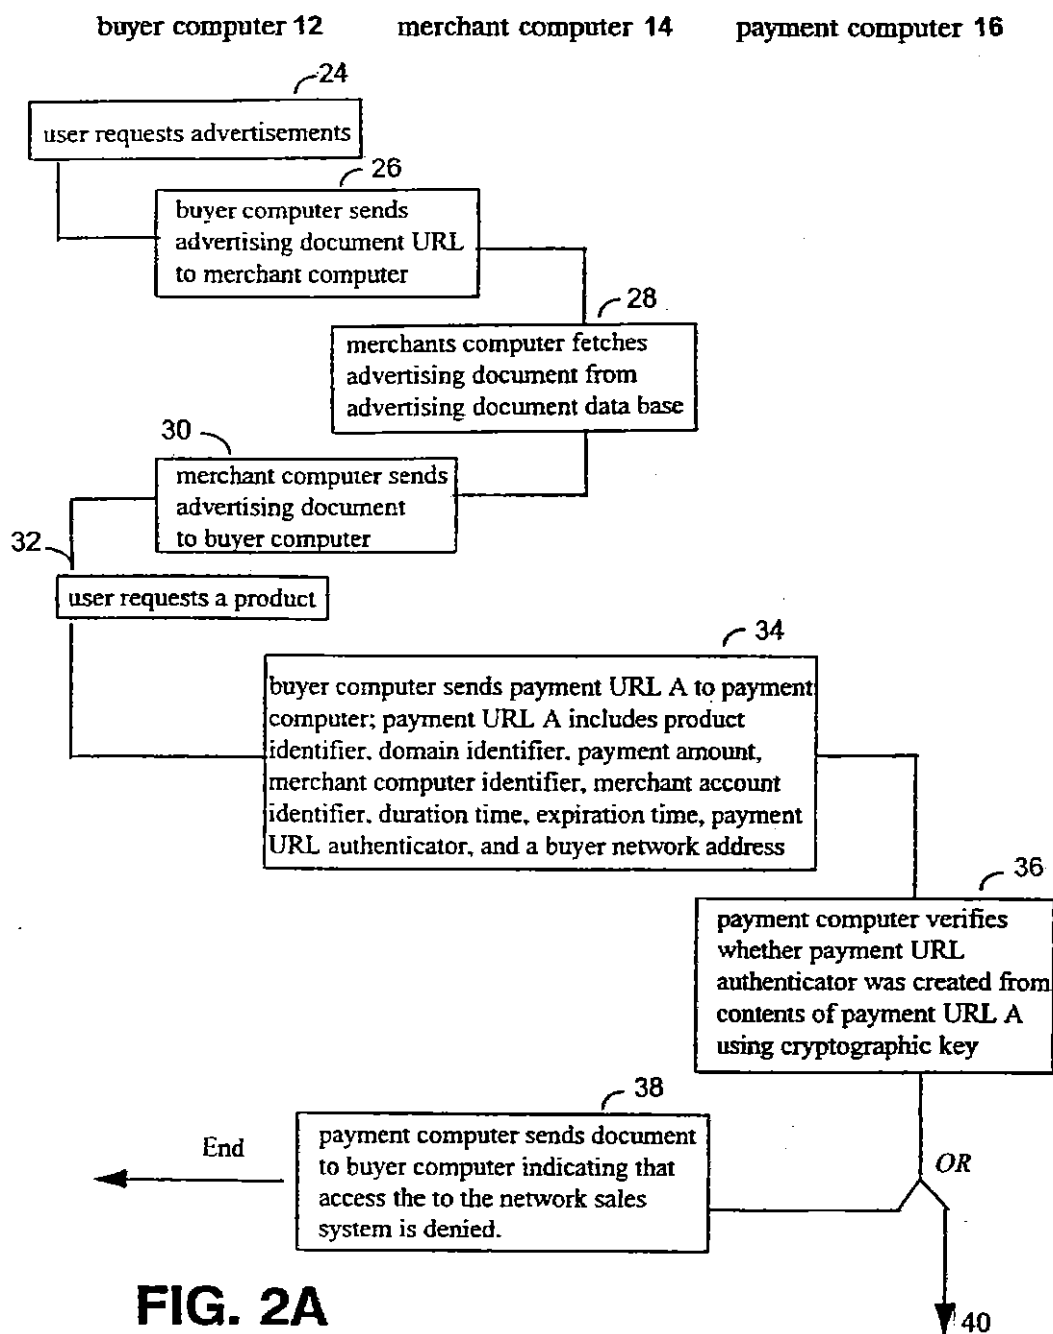 buyer computer 12 merchant computer 14 payment computer 16
24
user requests advertisements
26
buyer computer sends
advertising document URL
to merchant computer
28
merchants computer fetches
advertising document from
advertising document data base
30
merchant computer sends
advertising document
to buyer computer
32
user requests a product
34
buyer computer sends payment URL A to payment
computer; payment URL A includes product
identifier, domain identifier, payment amount,
merchant computer identifier, merchant account
identifier, duration time, expiration time, payment
URL authenticator, and a buyer network address
36
payment computer verifies
whether payment URL
authenticator was created from
contents of payment URL A
using cryptographic key
38
payment computer sends document
to buyer computer indicating that
access the to the network sales
system is denied.
End
OR
40
FIG. 2A